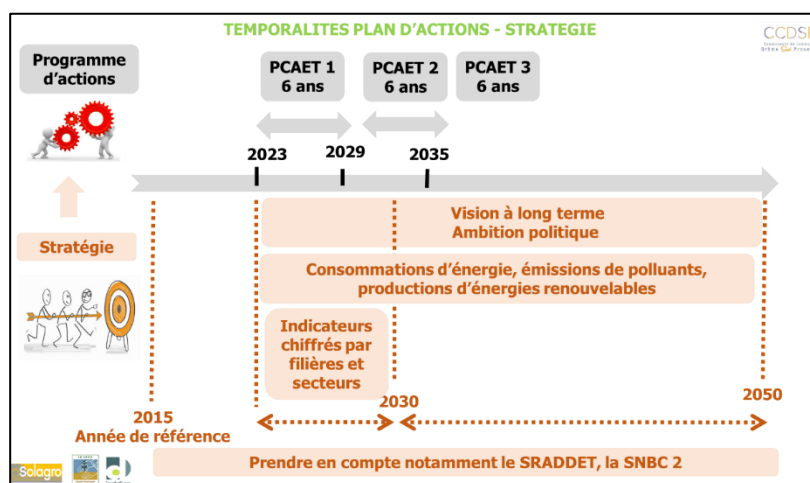 TEMPORALITES PLAN D'ACTIONS - STRATEGIE
CCDSP
Drôme Sud Provence
Programme
d'actions
PCAET 1
6 ans
PCAET 2
6 ans
PCAET 3
6 ans
2023
2029
2035
Vision à long terme
Ambition politique
Stratégie
Consommations d'énergie, émissions de polluants,
productions d'énergies renouvelables
Indicateurs
chiffrés par
filières et
secteurs
2015
Année de référence
2030
2050
Solagro
Prendre en compte notamment le SRADDET, la SNBC 2